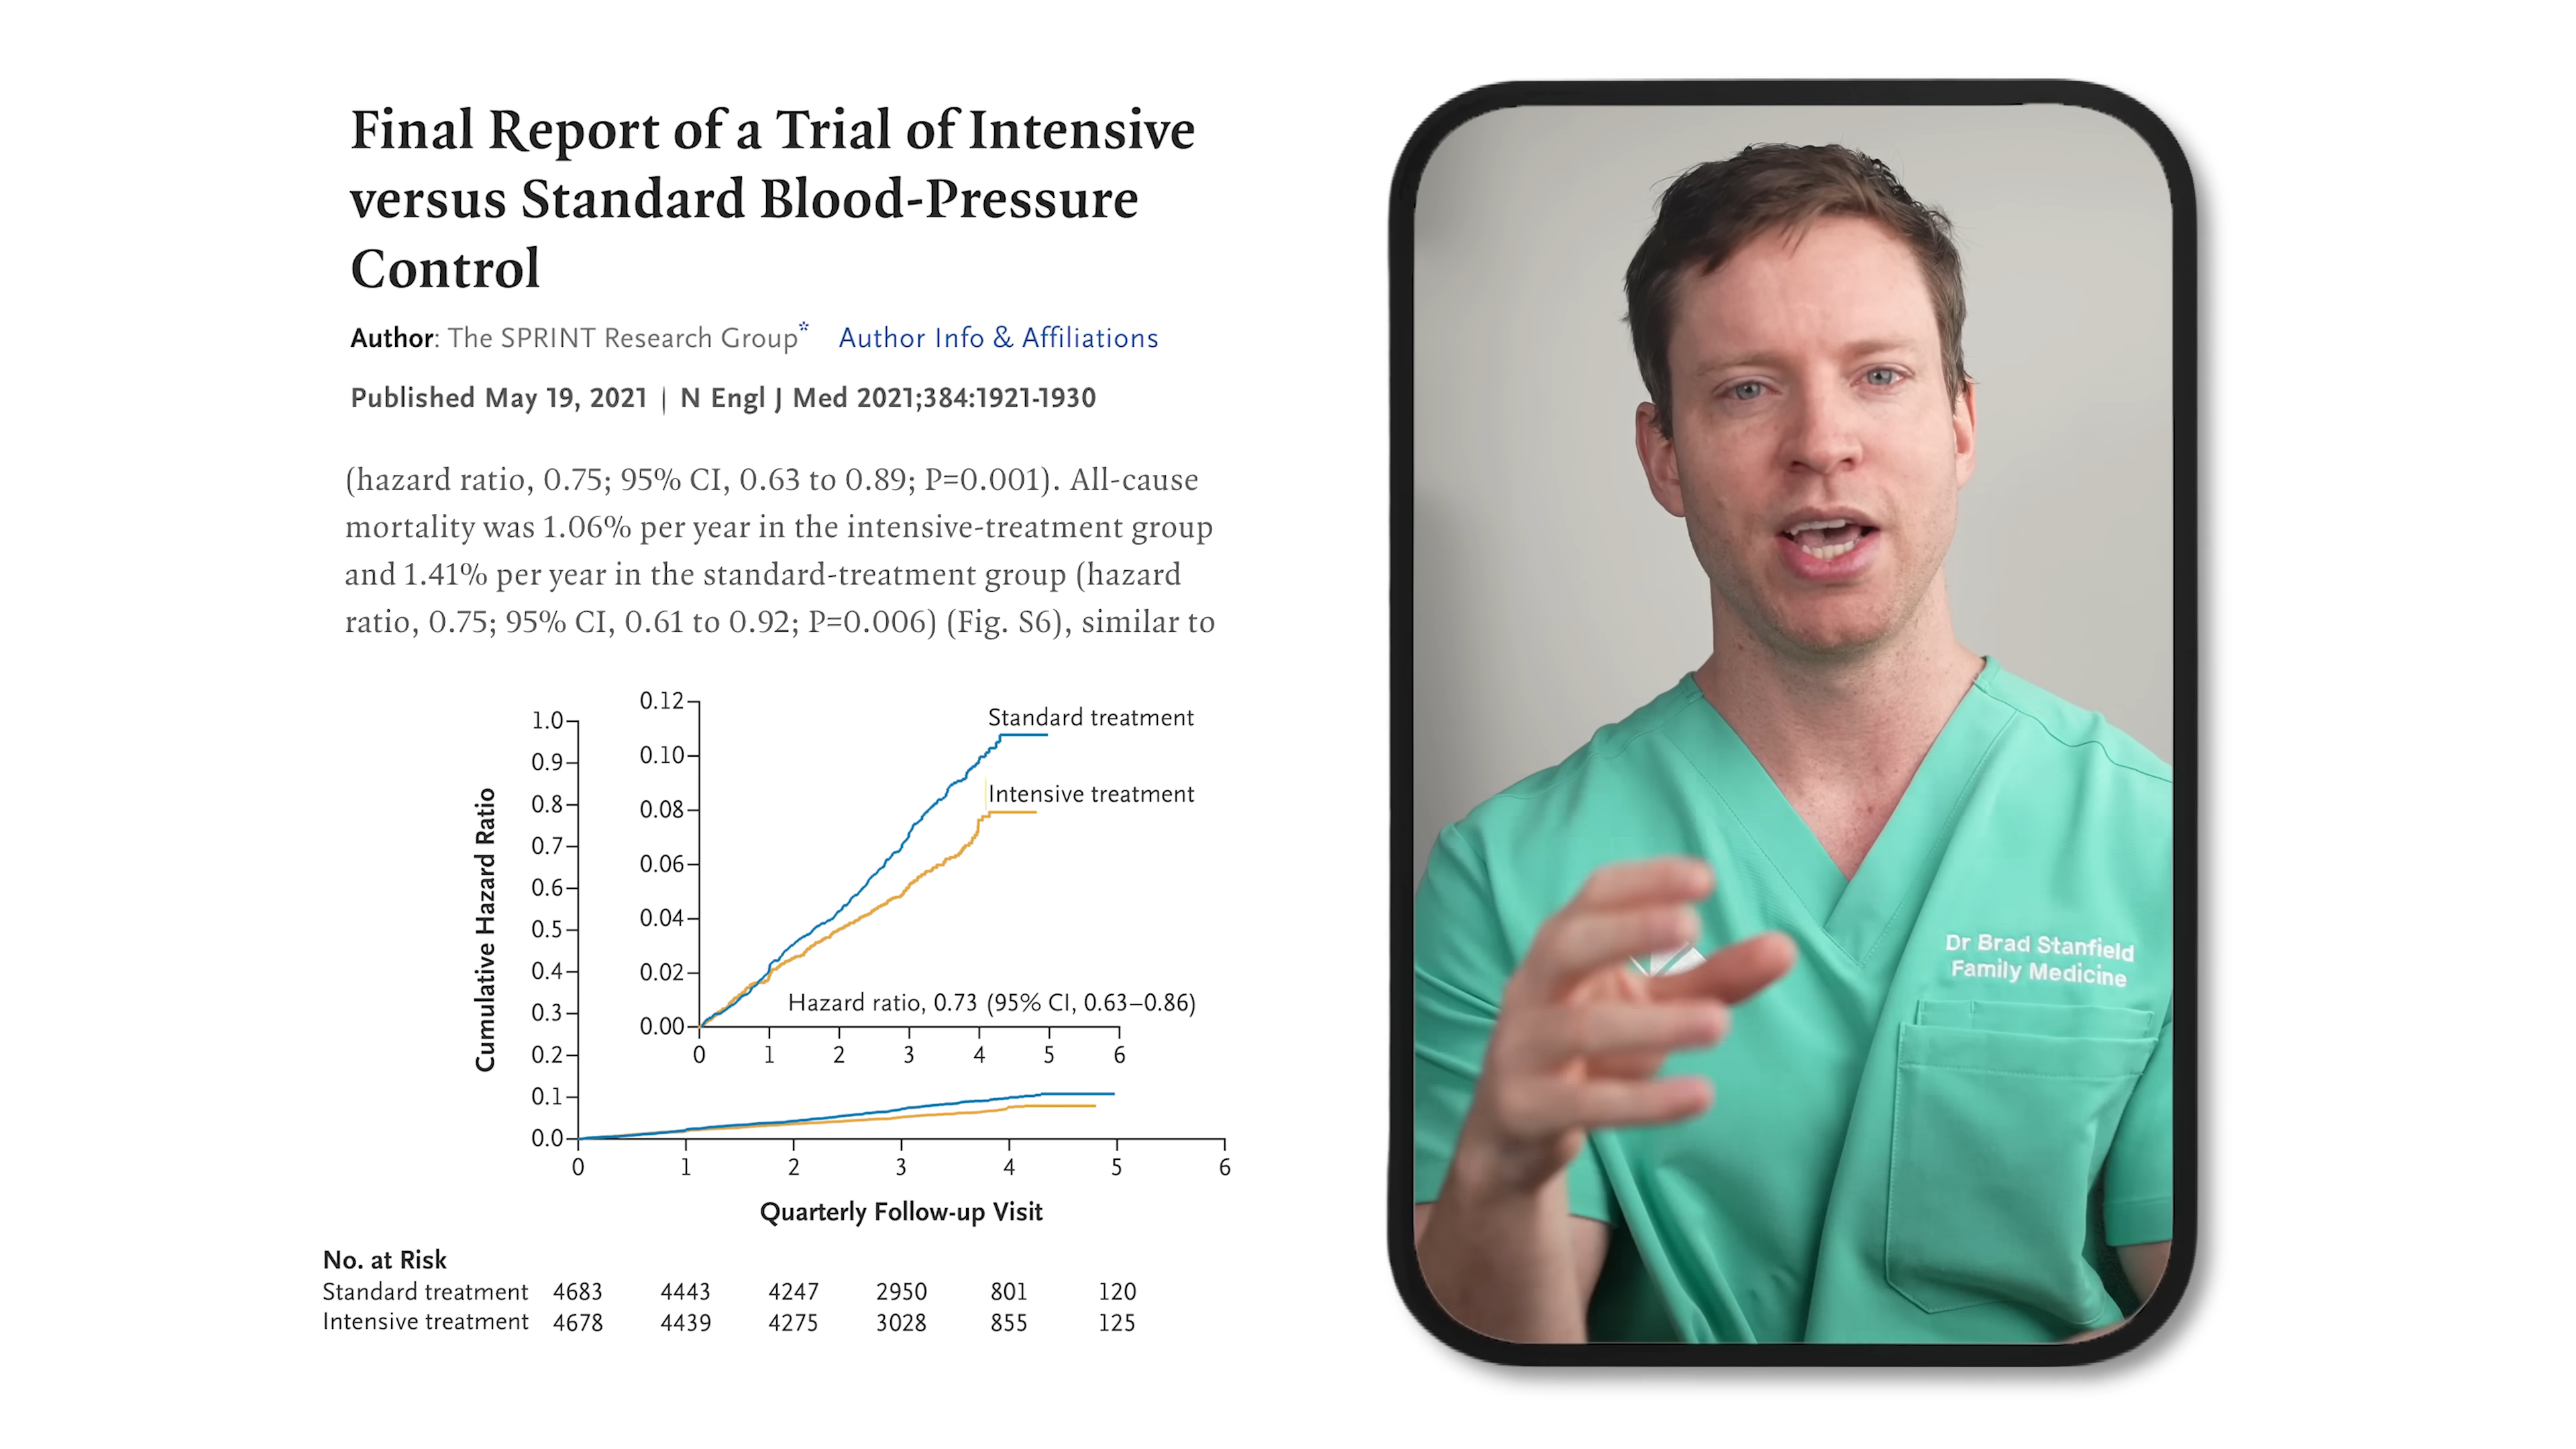 Final Report of a Trial of Intensive
versus Standard Blood-Pressure
Control
Author: The SPRINT Research Group* Author Info & Affiliations
Published May 19, 2021 | N Engl J Med 2021;384:1921-1930
(hazard ratio, 0.75; 95% CI, 0.63 to 0.89; P=0.001). All-cause
mortality was 1.06% per year in the intensive-treatment group
and 1.41% per year in the standard-treatment group (hazard
ratio, 0.75; 95% CI, 0.61 to 0.92; P=0.006) (Fig. S6), similar to
Cumulative Hazard Ratio
1.0
0.9
0.8
0.7
0.6
0.5
0.4
0.3
0.2
0.1
0.0
0 1 2 3 4 5 6
0.12
0.10
0.08
0.06
0.04
0.02
0.00
0 1 2 3 4 5 6
Standard treatment
Intensive treatment
Hazard ratio, 0.73 (95% CI, 0.63–0.86)
Quarterly Follow-up Visit
No. at Risk
Standard treatment 4683 4443 4247 2950 801 120
Intensive treatment 4678 4439 4275 3028 855 125
Dr Brad Stanfield
Family Medicine